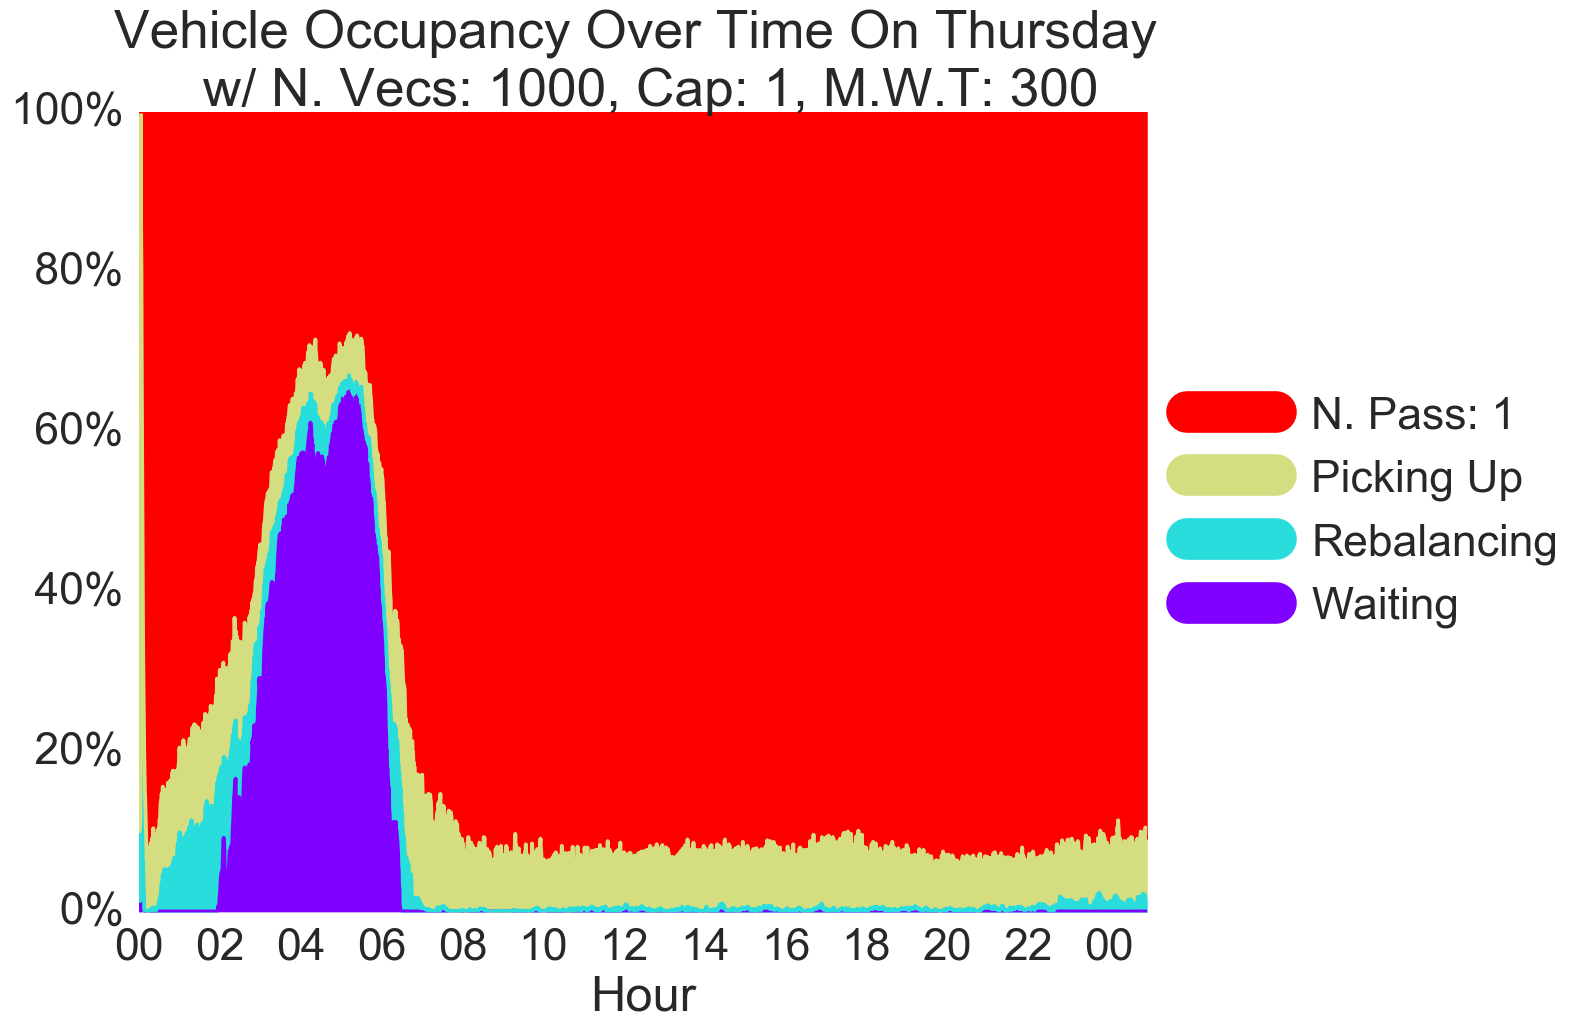 Vehicle Occupancy Over Time On Thursday
w/ N. Vecs: 1000, Cap: 1, M.W.T: 300
100%
80%
60%
40%
20%
0%
00 02 04 06 08 10 12 14 16 18 20 22 00
Hour
N. Pass: 1
Picking Up
Rebalancing
Waiting